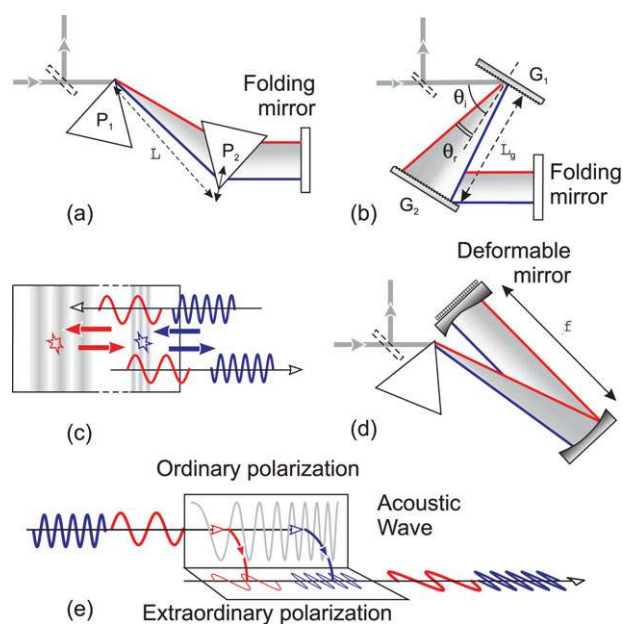 P1
L
P2
Folding
mirror
(a)
G1
θi
θr
Lg
G2
Folding
mirror
(b)
(c)
Deformable
mirror
f
(d)
Ordinary polarization
Acoustic
Wave
(e)
Extraordinary polarization